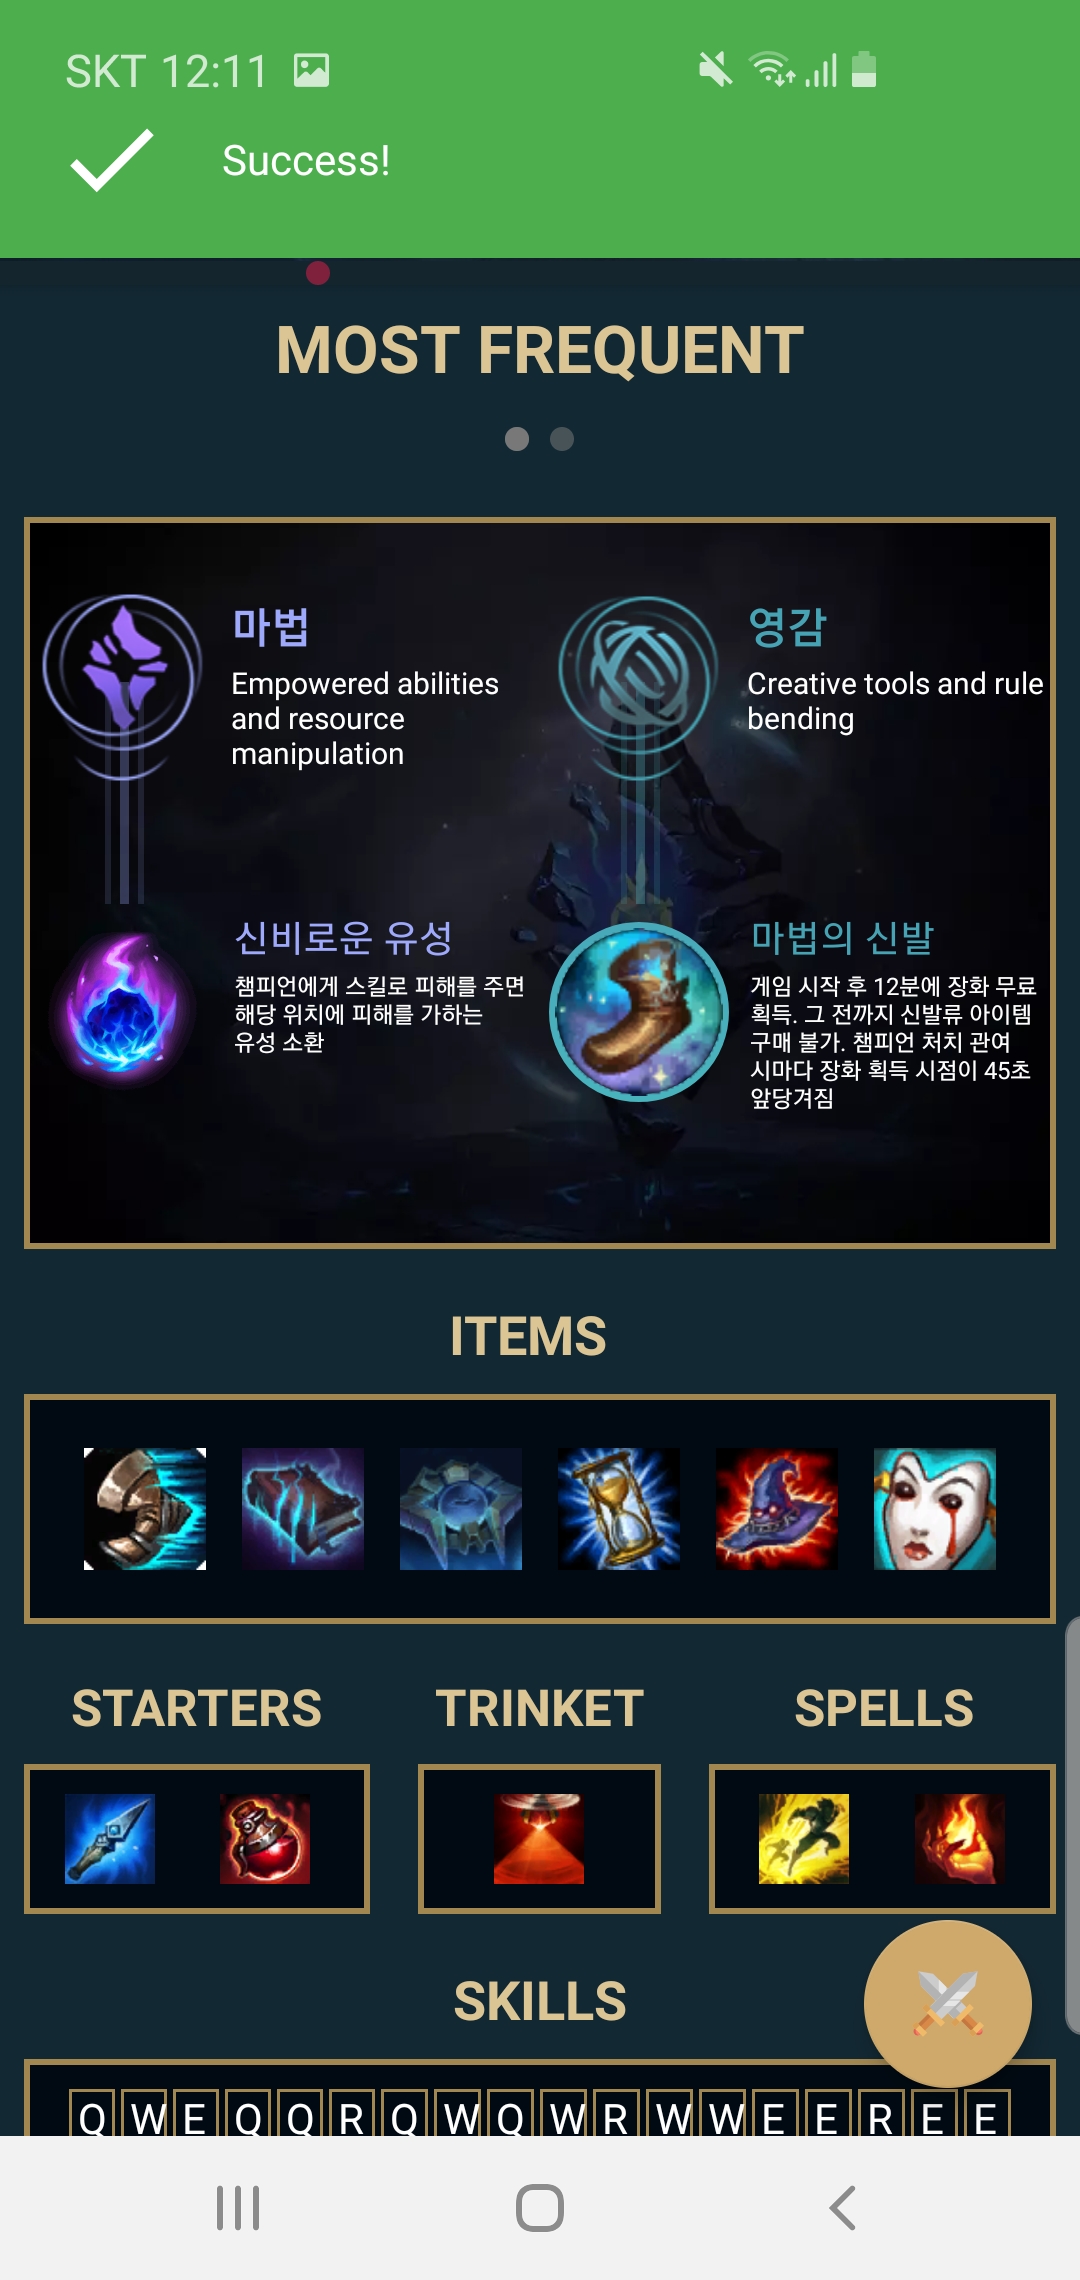 SKT 12:11
Success!
MOST FREQUENT
마법
Empowered abilities
and resource
manipulation
영감
Creative tools and rule
bending
신비로운 유성
챔피언에게 스킬로 피해를 주면
해당 위치에 피해를 가하는
유성 소환
마법의 신발
게임 시작 후 12분에 장화 무료
획득. 그 전까지 신발류 아이템
구매 불가. 챔피언 처치 관여
시마다 장화 획득 시점이 45초
앞당겨짐
ITEMS
STARTERS
TRINKET
SPELLS
SKILLS
Q W E Q Q R Q W Q W R W W E E R E E